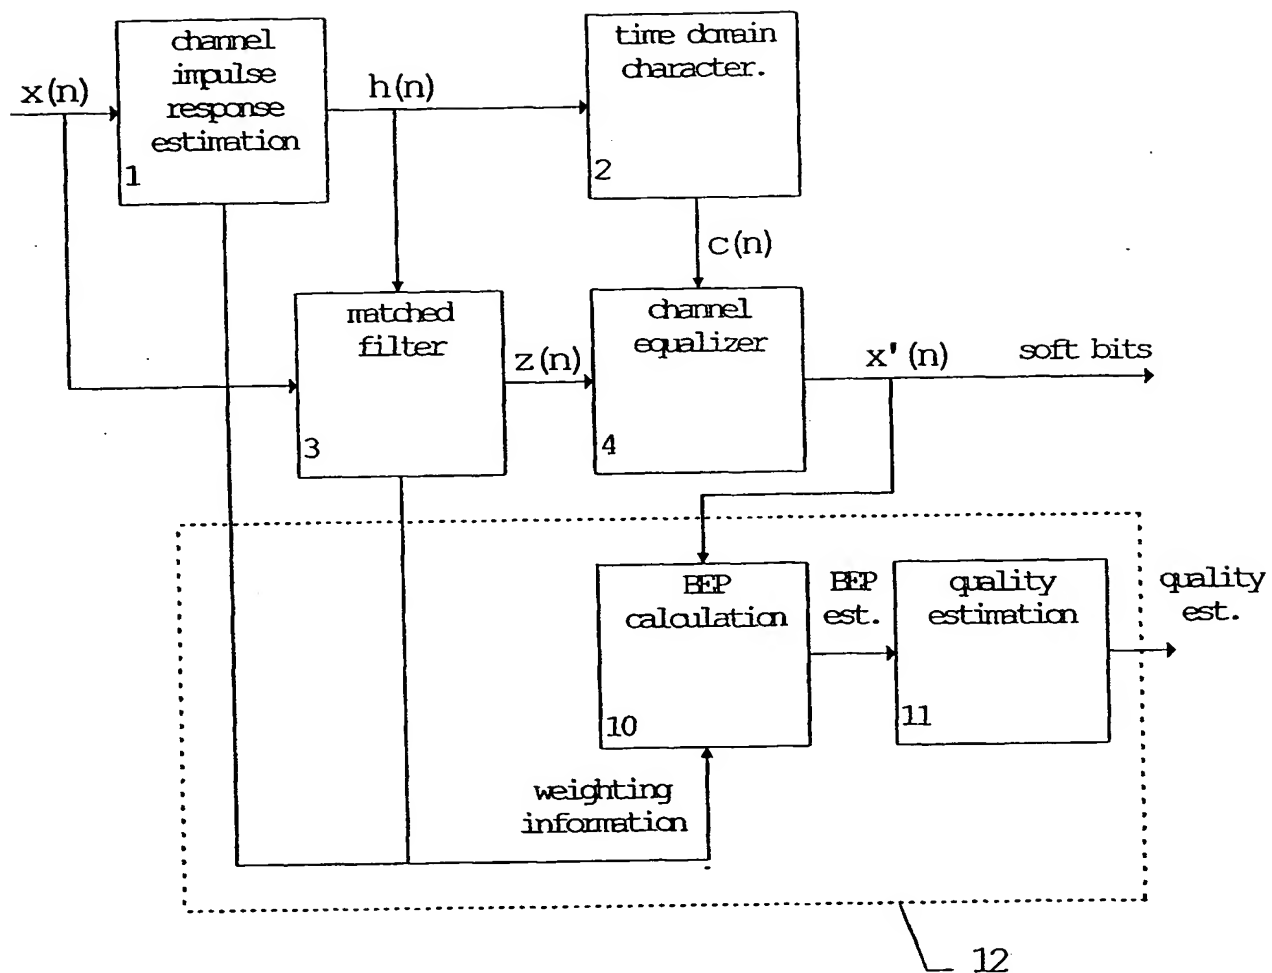 channel
impulse
response
estimation
1
time domain
character.
2
x(n)
h(n)
c(n)
matched
filter
3
z(n)
channel
equalizer
4
x'(n)
soft bits
BEP
calculation
10
BEP
est.
quality
estimation
11
quality
est.
weighting
information
12